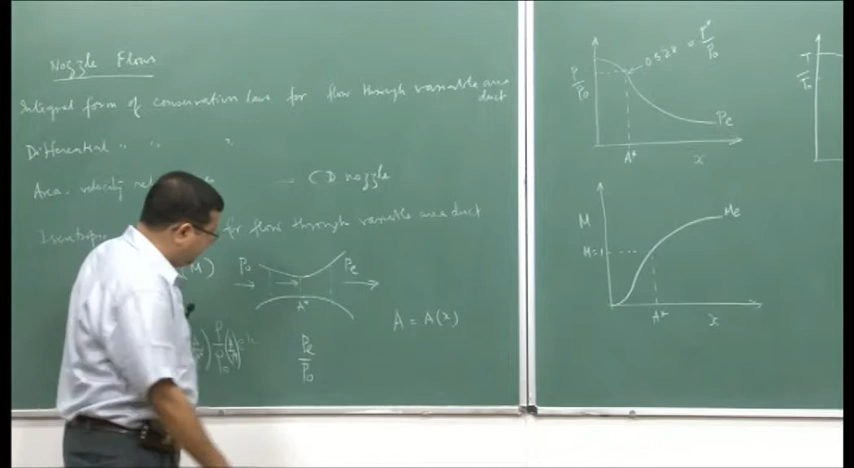 Nozzle Flows
Integral form of conservation laws for flow through variable area duct
Differential " " "
Area - velocity — CD nozzle
Isentropic for flow through variable area duct
M)
P₀
Pe
A*
A = A(x)
Pe/P₀
P/P₀
0.528 = P*/P₀
Pe
A*
x
M
M=1
Me
A*
x
T/T₀